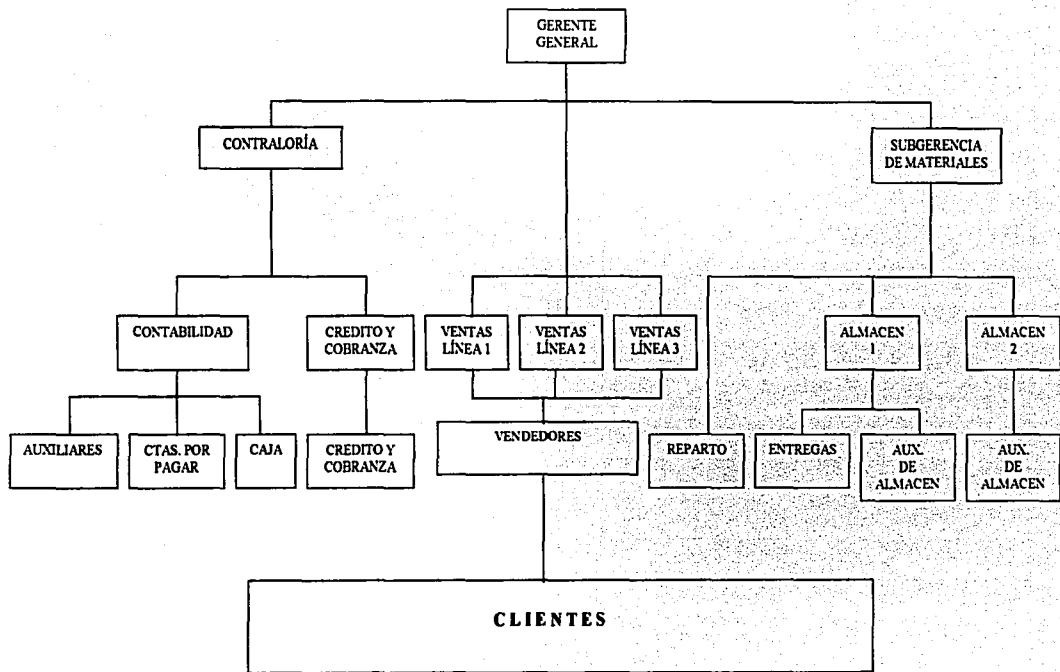 GERENTE
GENERAL
CONTRALORÍA
SUBGERENCIA
DE MATERIALES
CONTABILIDAD
CREDITO Y
COBRANZA
VENTAS
LÍNEA 1
VENTAS
LÍNEA 2
VENTAS
LÍNEA 3
ALMACEN
1
ALMACEN
2
AUXILIARES
CTAS. POR
PAGAR
CAJA
CREDITO Y
COBRANZA
VENDEDORES
REPARTO
ENTREGAS
AUX.
DE
ALMACEN
AUX.
DE
ALMACEN
CLIENTES